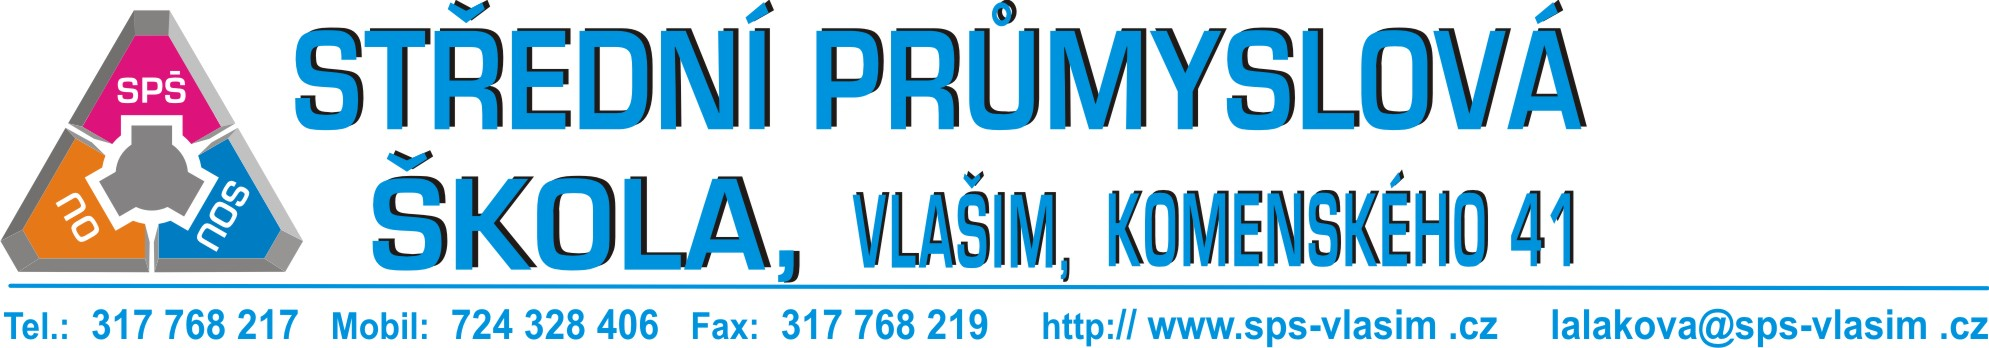 SPŠ
OU
SOU
STŘEDNÍ PRŮMYSLOVÁ
ŠKOLA, VLAŠIM, KOMENSKÉHO 41
Tel.: 317 768 217 Mobil: 724 328 406 Fax: 317 768 219 http:// www.sps-vlasim .cz lalakova@sps-vlasim .cz